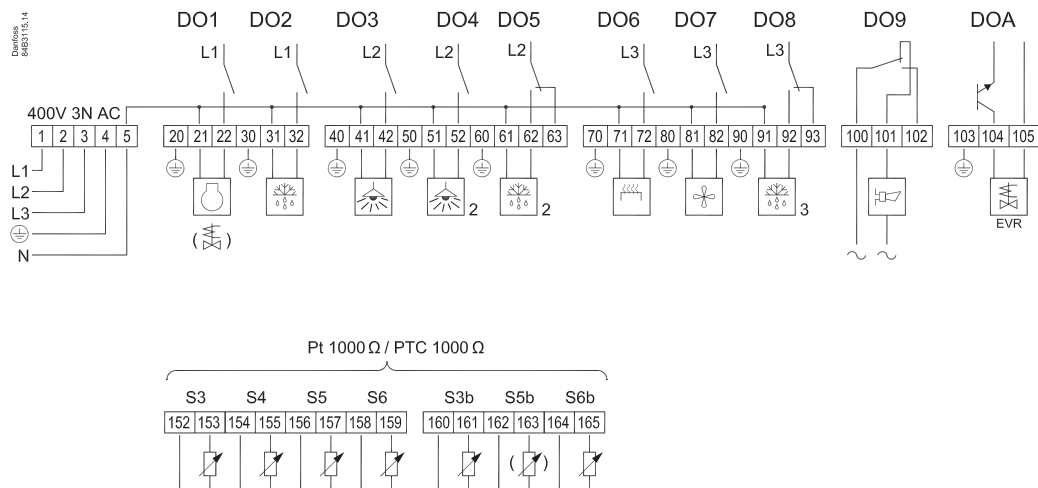 Danfoss
84B3115.14
DO1 DO2 DO3 DO4 DO5 DO6 DO7 DO8 DO9 DOA
L1 L1 L2 L2 L2 L3 L3 L3
400V 3N AC
1 2 3 4 5 20 21 22 30 31 32 40 41 42 50 51 52 60 61 62 63 70 71 72 80 81 82 90 91 92 93 100 101 102 103 104 105
L1
L2
L3
N
2 2 3
EVR
( )
Pt 1000 Ω / PTC 1000 Ω
S3 S4 S5 S6 S3b S5b S6b
152 153 154 155 156 157 158 159 160 161 162 163 164 165
( )